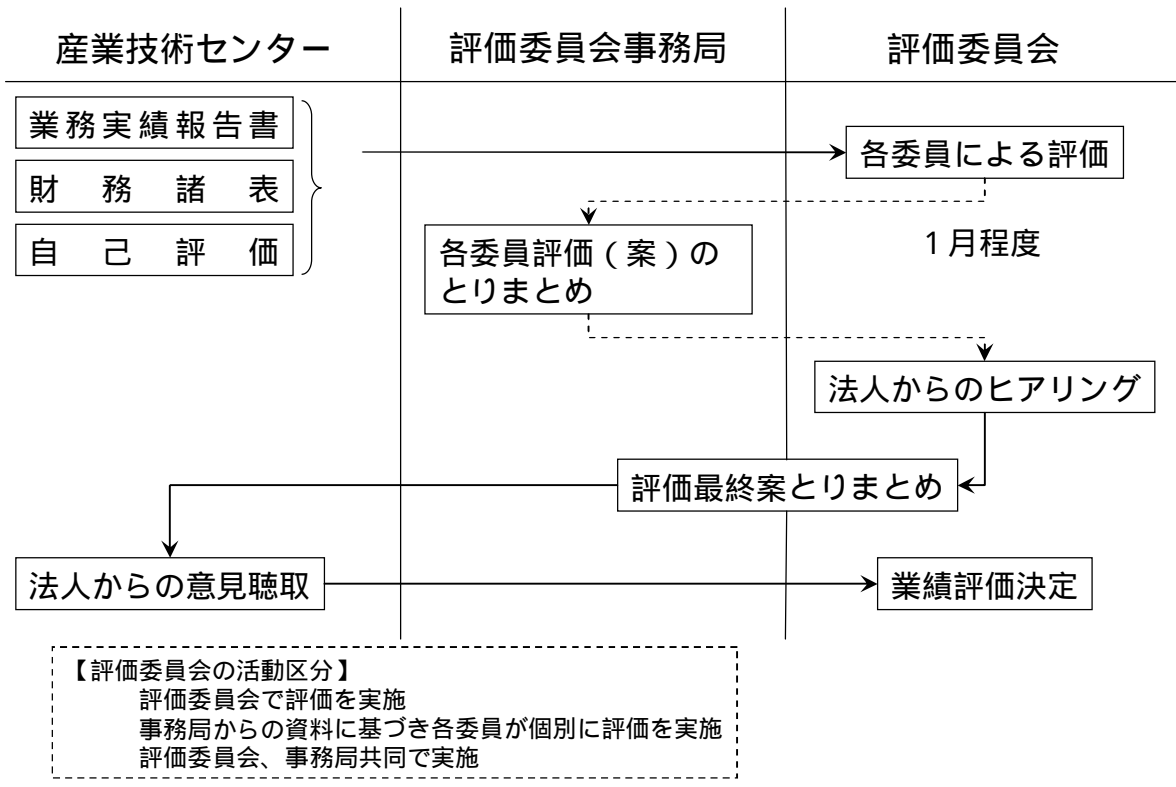 産業技術センター
評価委員会事務局
評価委員会
業務実績報告書
財務諸表
自己評価
各委員による評価
1月程度
各委員評価(案)の
とりまとめ
法人からのヒアリング
評価最終案とりまとめ
法人からの意見聴取
業績評価決定
【評価委員会の活動区分】
評価委員会で評価を実施
事務局からの資料に基づき各委員が個別に評価を実施
評価委員会、事務局共同で実施